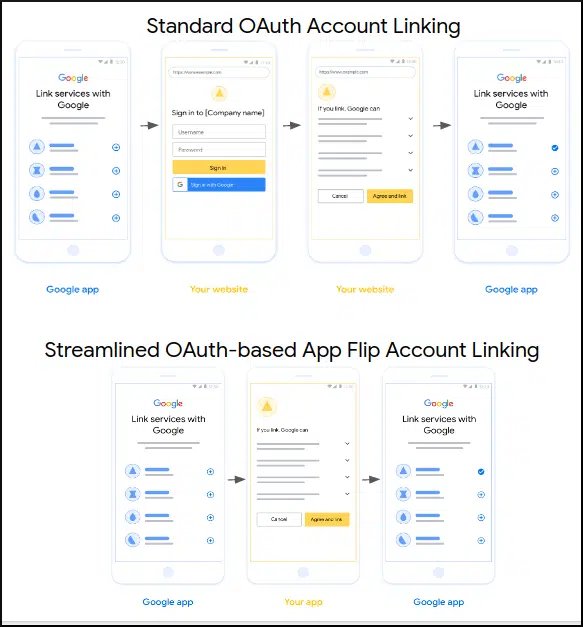 Standard OAuth Account Linking
Google
Link services with
Google
https://www.example.com
Sign in to [Company name]
Username
Password
Sign in
G Sign in with Google
https://www.example.com
If you link, Google can
Cancel
Agree and link
Google
Link services with
Google
Google app
Your website
Your website
Google app
Streamlined OAuth-based App Flip Account Linking
Google
Link services with
Google
If you link, Google can
Cancel
Agree and link
Google
Link services with
Google
Google app
Your app
Google app